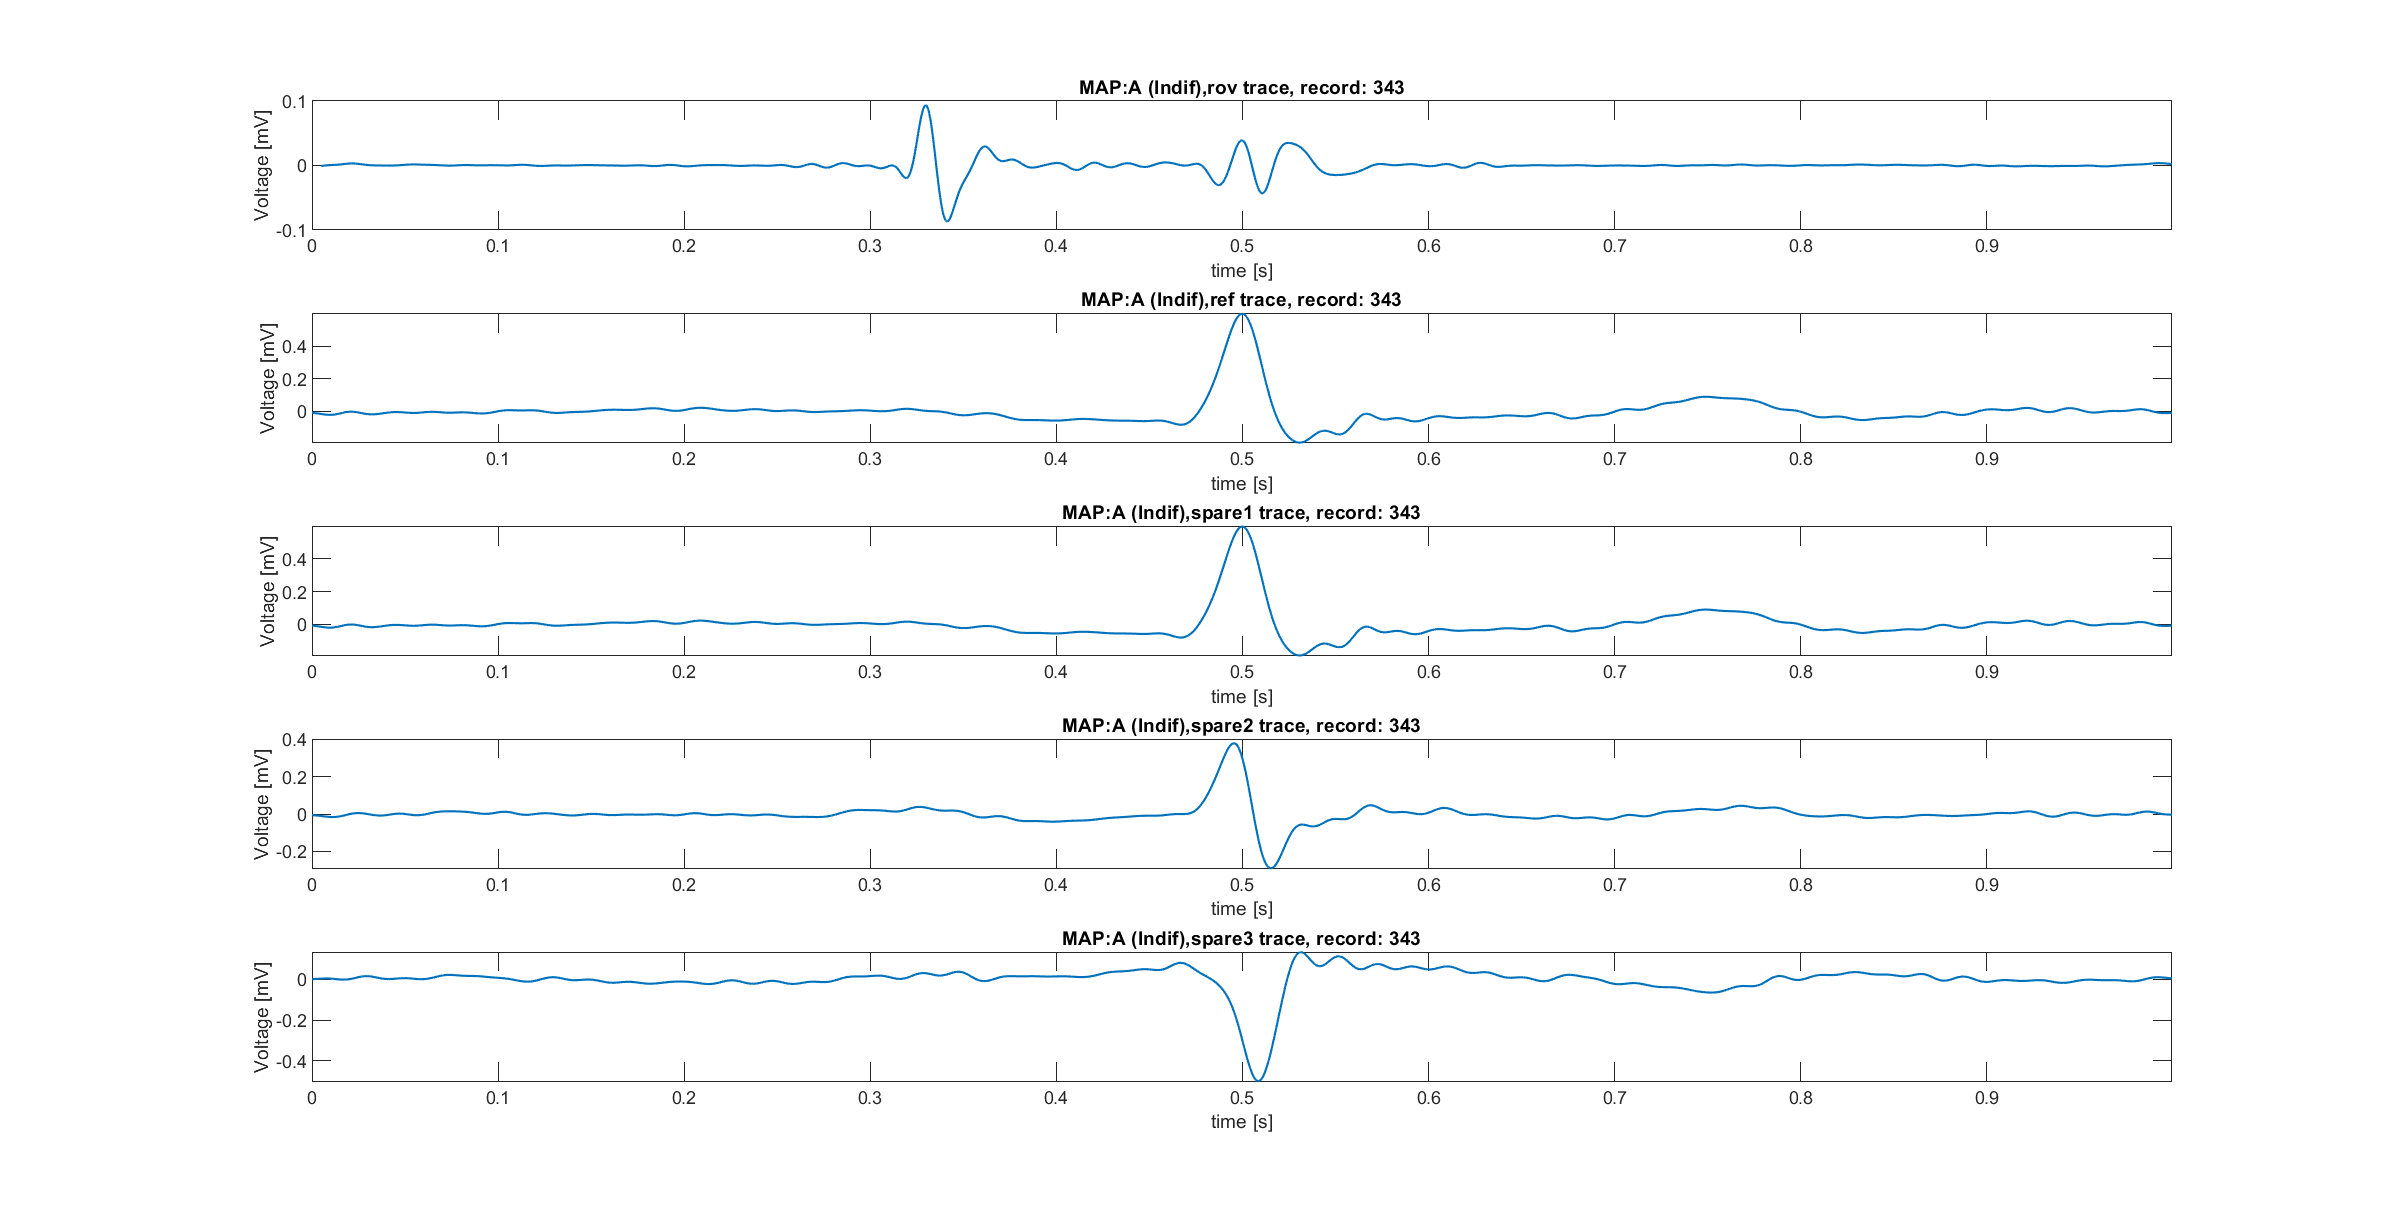 MAP:A (Indif),rov trace, record: 343
Voltage [mV]
0.1
0
-0.1
0 0.1 0.2 0.3 0.4 0.5 0.6 0.7 0.8 0.9
time [s]
MAP:A (Indif),ref trace, record: 343
Voltage [mV]
0.4
0.2
0
0 0.1 0.2 0.3 0.4 0.5 0.6 0.7 0.8 0.9
time [s]
MAP:A (Indif),spare1 trace, record: 343
Voltage [mV]
0.4
0.2
0
0 0.1 0.2 0.3 0.4 0.5 0.6 0.7 0.8 0.9
time [s]
MAP:A (Indif),spare2 trace, record: 343
Voltage [mV]
0.4
0.2
0
-0.2
0 0.1 0.2 0.3 0.4 0.5 0.6 0.7 0.8 0.9
time [s]
MAP:A (Indif),spare3 trace, record: 343
Voltage [mV]
0
-0.2
-0.4
0 0.1 0.2 0.3 0.4 0.5 0.6 0.7 0.8 0.9
time [s]